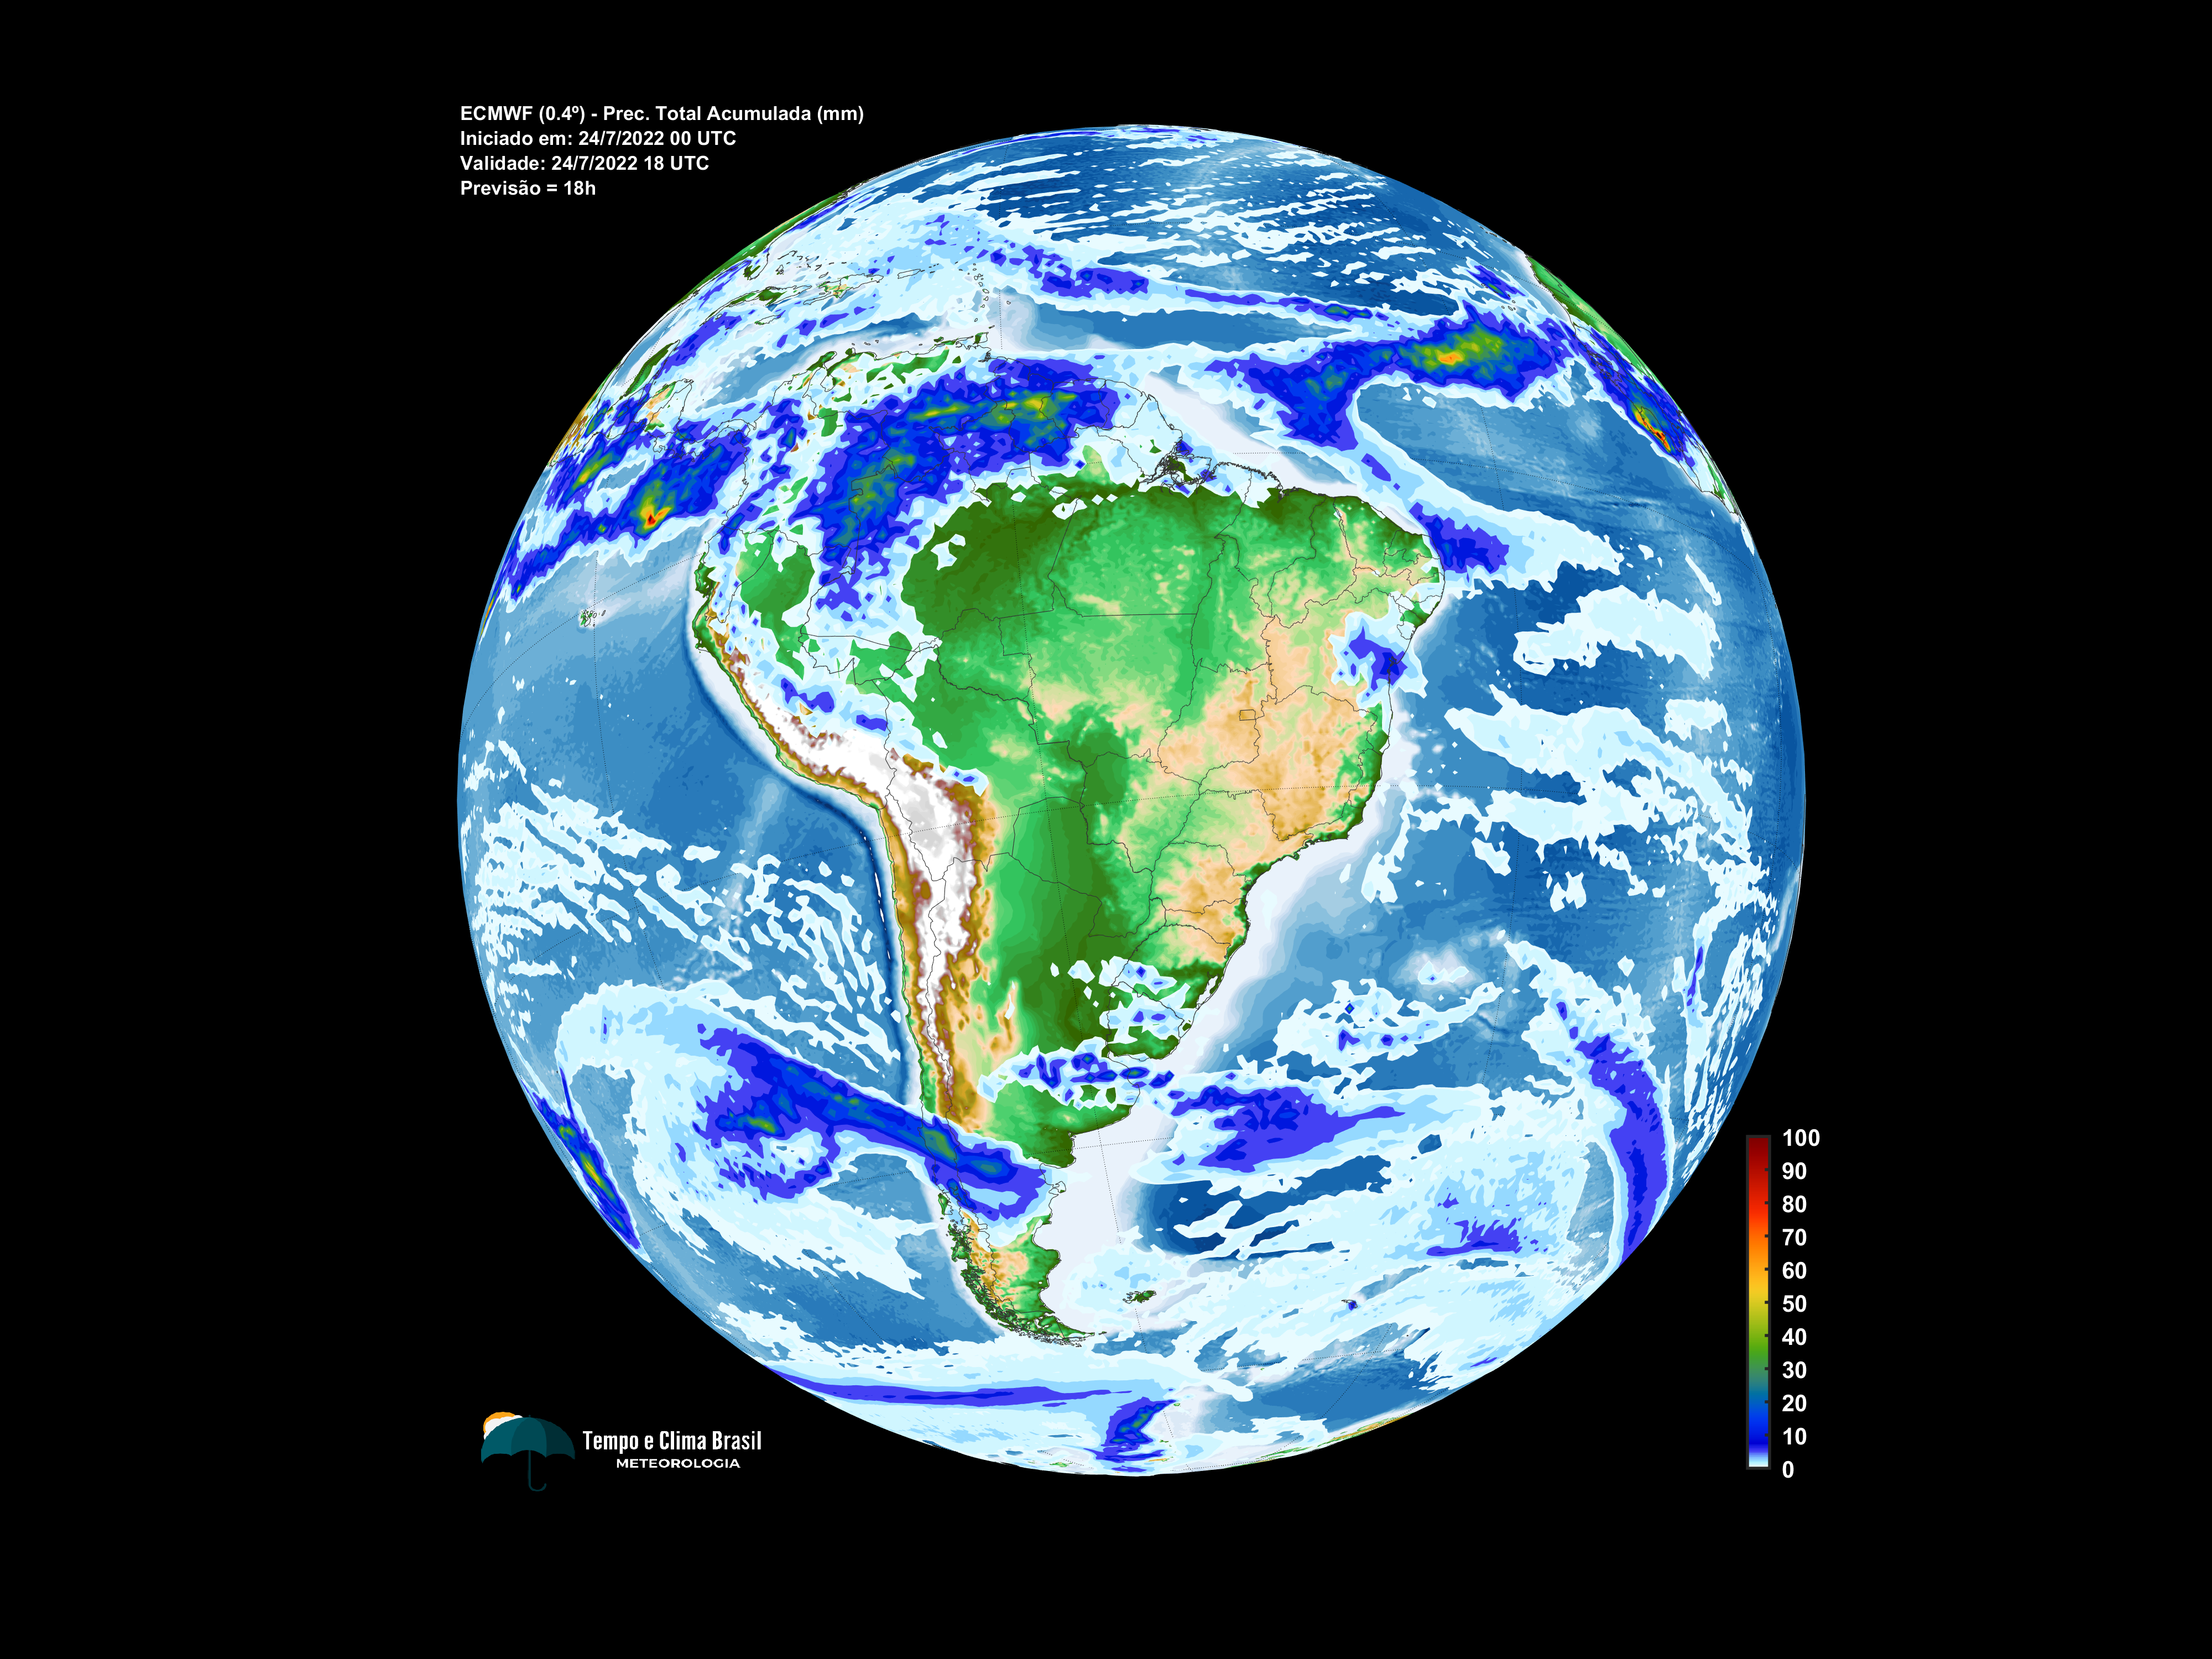 ECMWF (0.4º) - Prec. Total Acumulada (mm)
Iniciado em: 24/7/2022 00 UTC
Validade: 24/7/2022 18 UTC
Previsão = 18h
100
90
80
70
60
50
40
30
20
10
0
Tempo e Clima Brasil
METEOROLOGIA